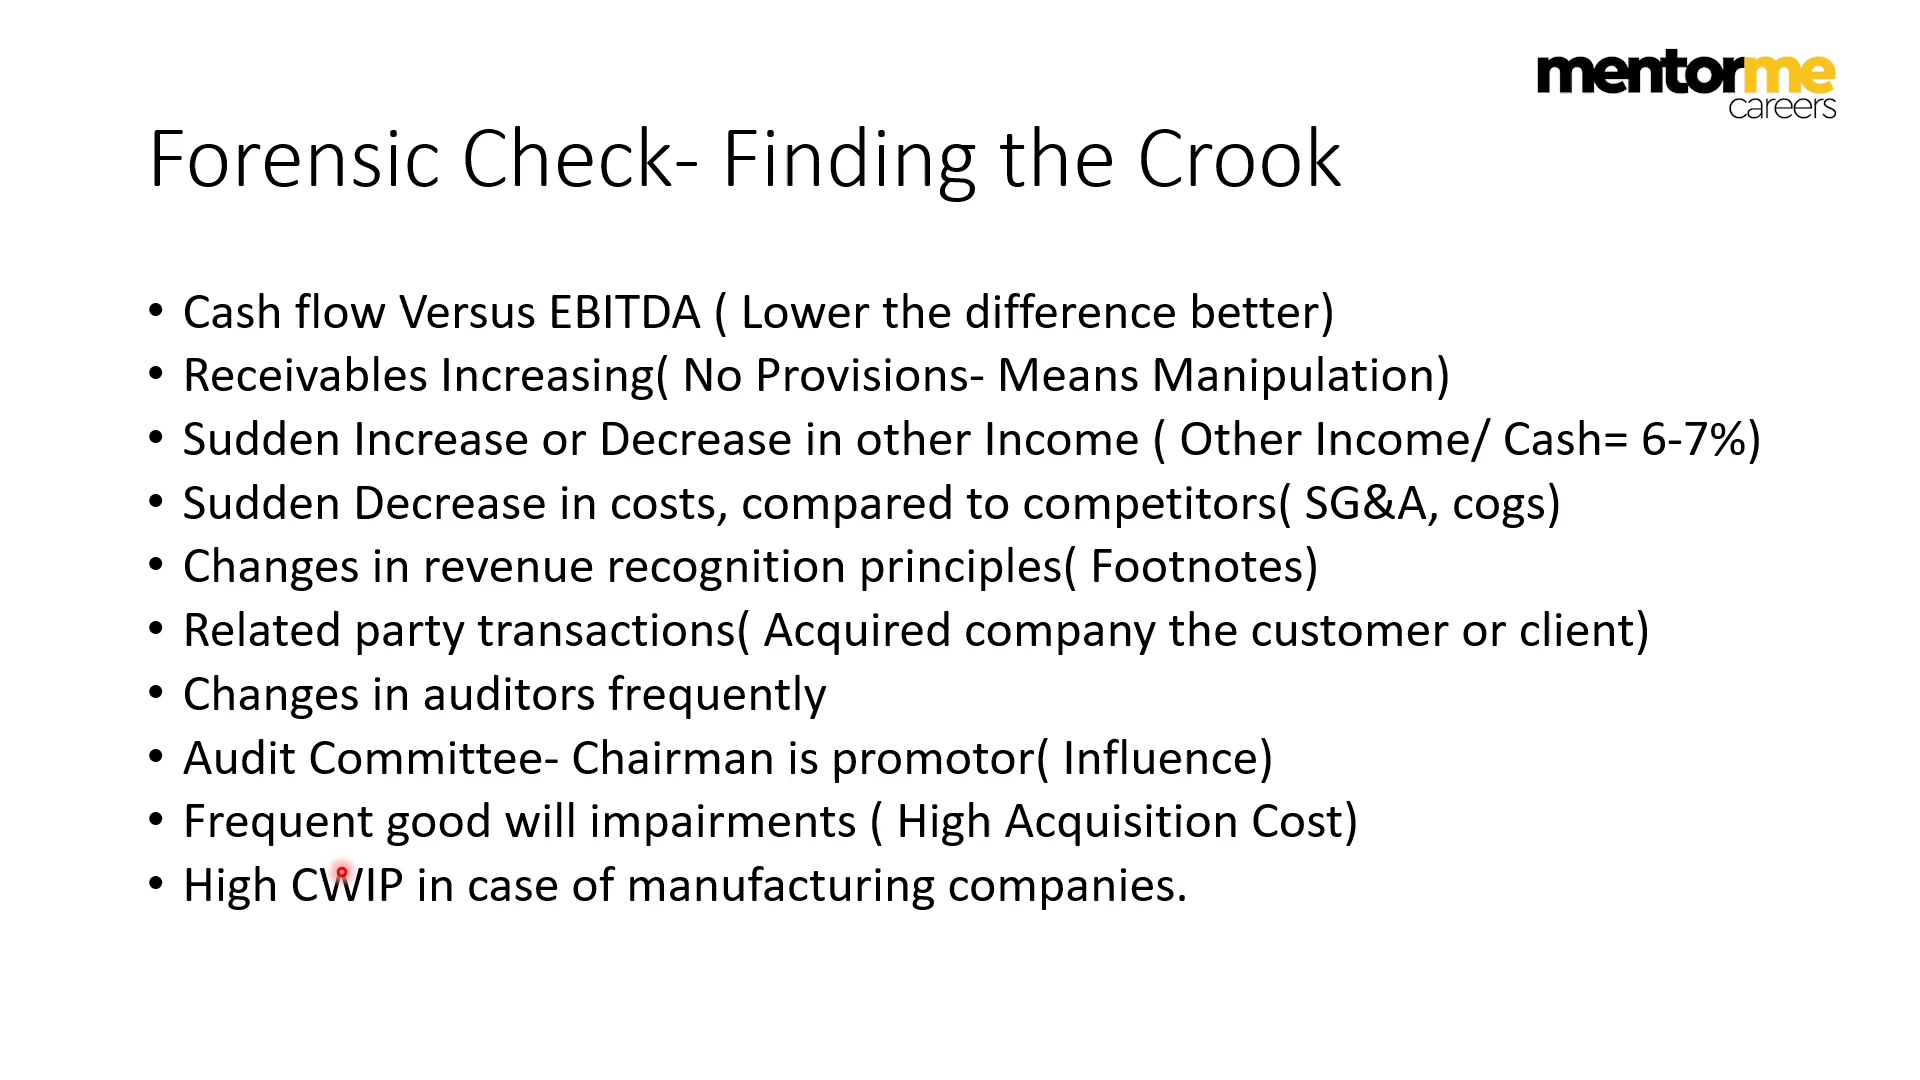 mentorme
careers
Forensic Check- Finding the Crook
• Cash flow Versus EBITDA ( Lower the difference better)
• Receivables Increasing( No Provisions- Means Manipulation)
• Sudden Increase or Decrease in other Income ( Other Income/ Cash= 6-7%)
• Sudden Decrease in costs, compared to competitors( SG&A, cogs)
• Changes in revenue recognition principles( Footnotes)
• Related party transactions( Acquired company the customer or client)
• Changes in auditors frequently
• Audit Committee- Chairman is promotor( Influence)
• Frequent good will impairments ( High Acquisition Cost)
• High CWIP in case of manufacturing companies.